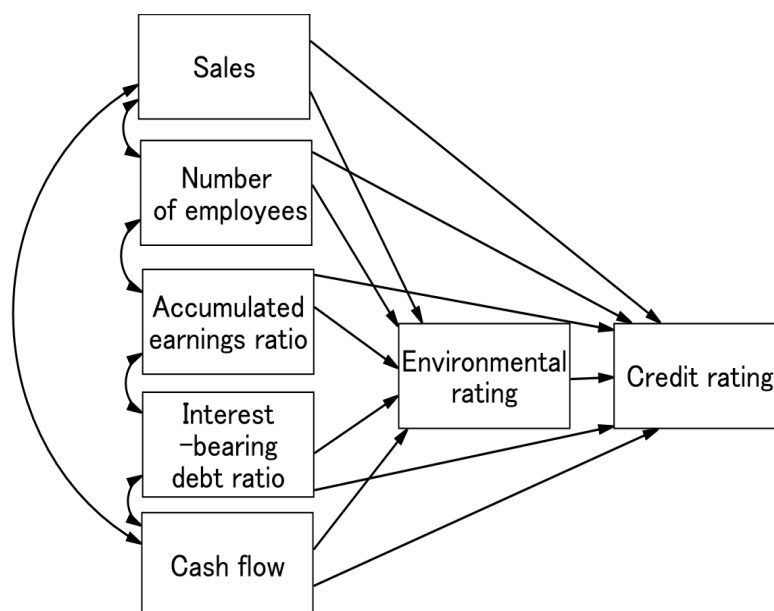 Sales
Number
of employees
Accumulated
earnings ratio
Environmental
rating
Credit rating
Interest
-bearing
debt ratio
Cash flow